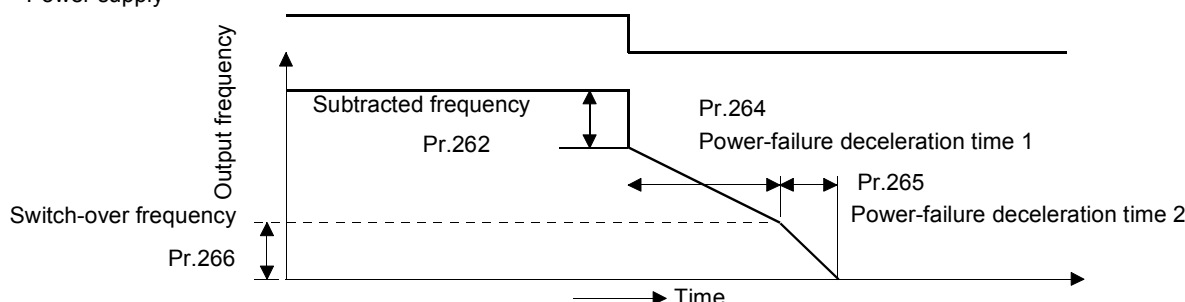 Power supply
Output frequency
Subtracted frequency
Pr.262
Pr.264
Power-failure deceleration time 1
Pr.265
Power-failure deceleration time 2
Switch-over frequency
Pr.266
Time